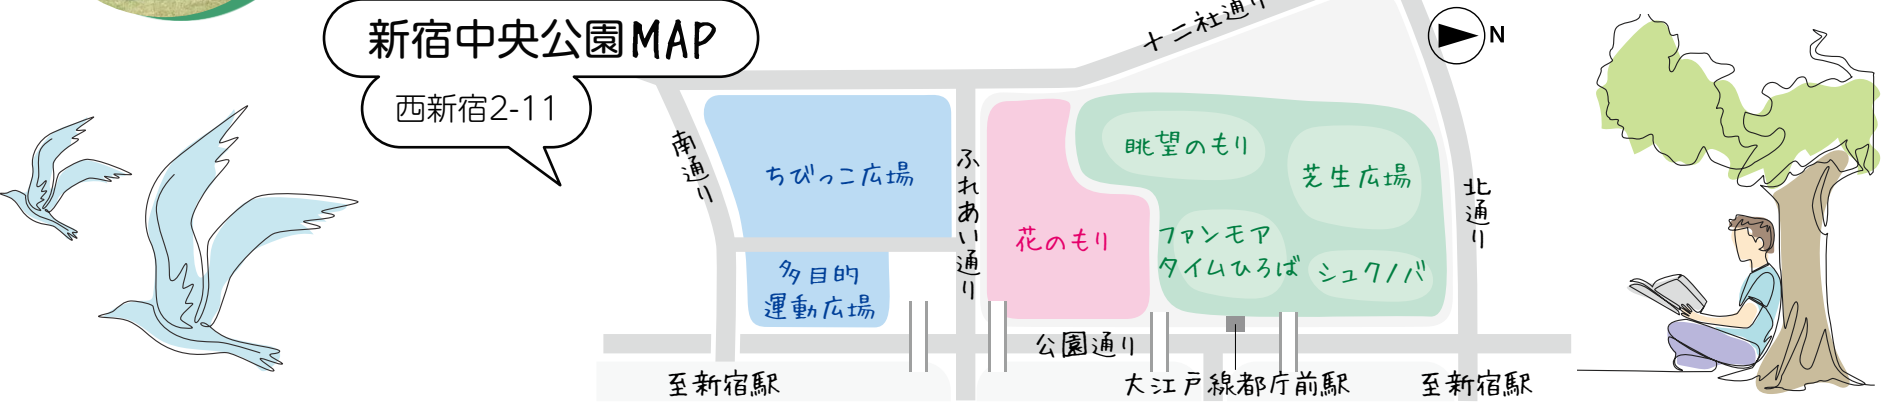 新宿中央公園MAP
西新宿2-11
十二社通り
N
南通り
ちびっこ広場
多目的
運動広場
ふれあい通り
花のもり
眺望のもり
芝生広場
ファンモア
タイムひろば
シュクノバ
北通り
公園通り
至新宿駅
大江戸線都庁前駅
至新宿駅